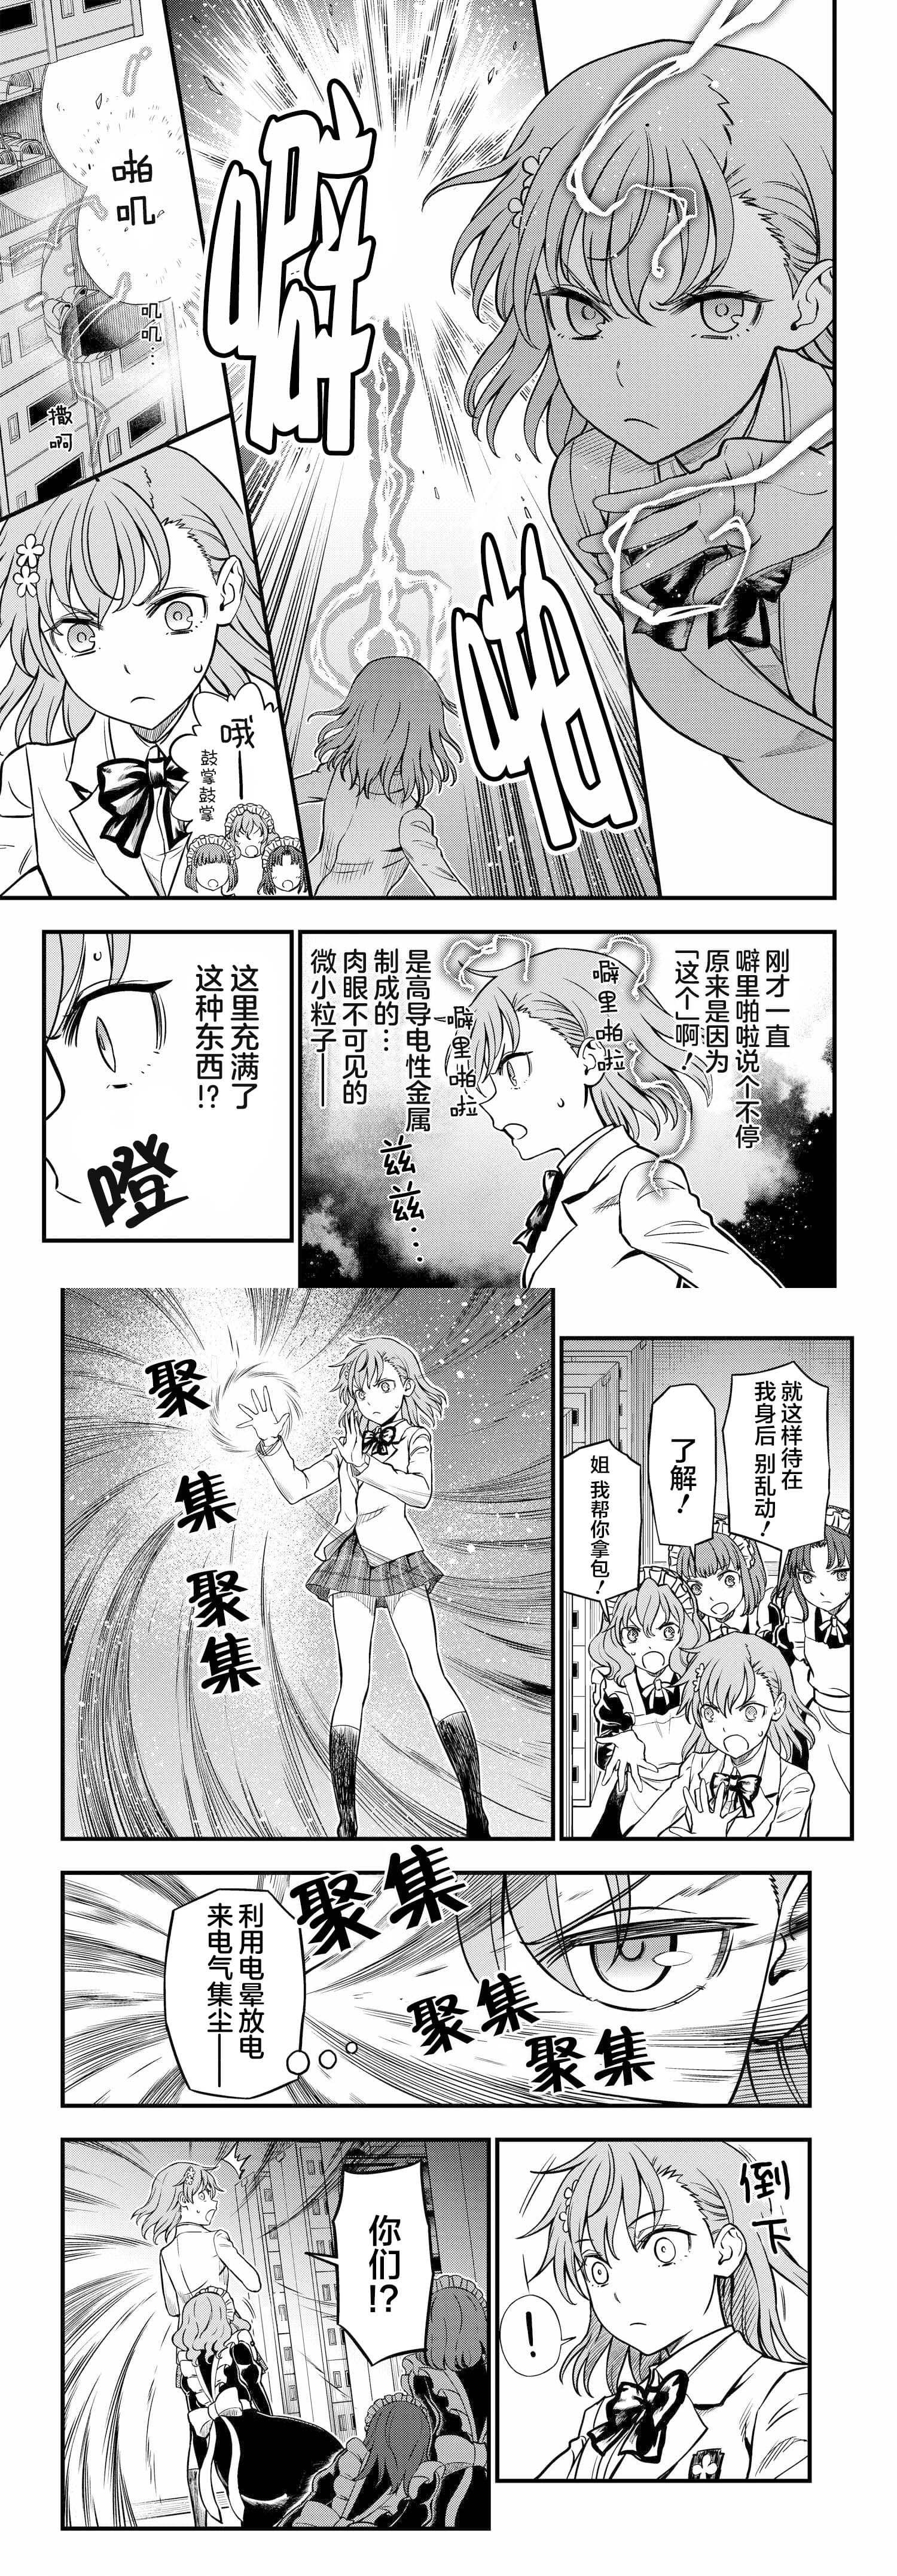 啪
啪
啪
叽
叽
叽
…
撒
啊
哦—
鼓掌鼓掌
刚才一直
噼里啪啦说个不停
原来是因为
「这个」啊！
噼里啪啦
噼里啪啦
是高导电性金属
制成的…
肉眼不可见的
微小粒子—
兹兹…
这里充满了
这种东西!?
噔
就这样待在
我身后 别乱动！
了解！
姐 我帮你拿包！
聚
集
聚
集
聚集
聚集
聚集
利用电晕放电
来电气集尘—
倒下
！
你们!?